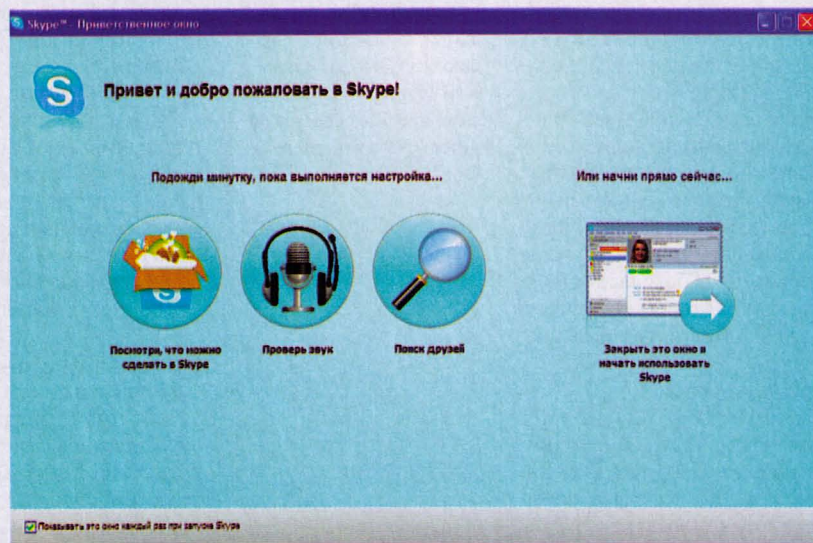 Skype™ - Приветственное окно
Привет и добро пожаловать в Skype!
Подожди минутку, пока выполняется настройка...
Или начни прямо сейчас...
Посмотри, что можно
сделать в Skype
Проверь звук
Поиск друзей
Закрыть это окно и
начать использовать
Skype
Показывать это окно каждый раз при запуске Skype